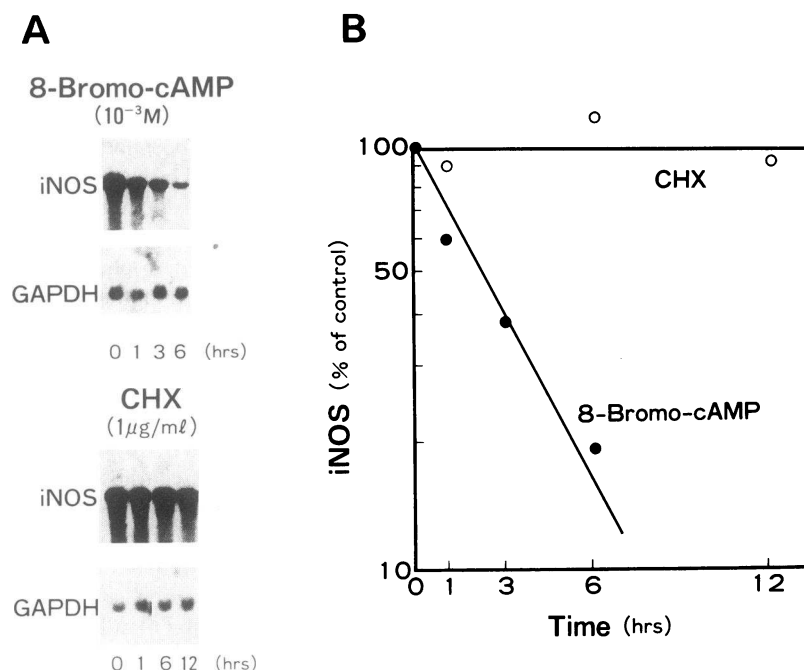 A
8-Bromo-cAMP
(10⁻³M)
iNOS
GAPDH
0 1 3 6 (hrs)
CHX
(1µg/mℓ)
iNOS
GAPDH
0 1 6 12 (hrs)
B
100
50
10
iNOS (% of control)
CHX
8-Bromo-cAMP
0 1 3 6 12
Time (hrs)